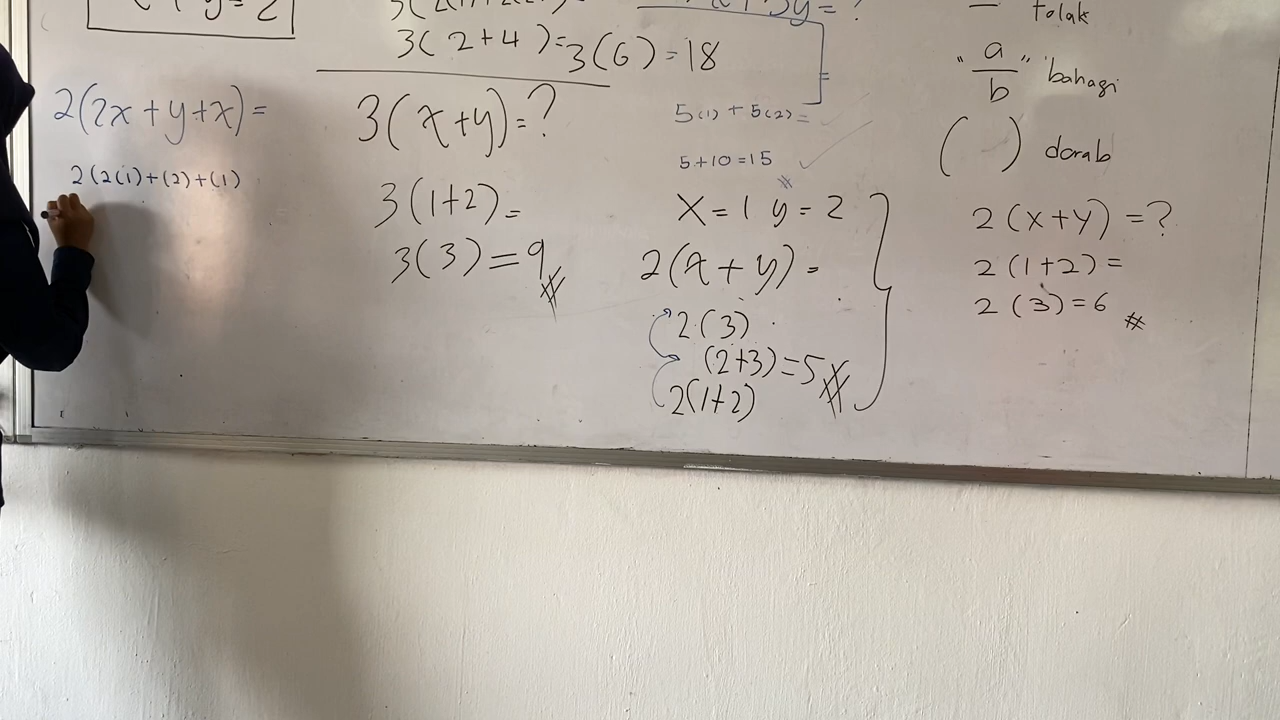 y = 2
2(2x + y + x) =
2(2(1)+(2)+(1)
3( 2 + 4 ) = 3(6) = 18
3( x + y) = ?
3(1+2) =
3(3) = 9
5(1) + 5(2) =
5 + 10 = 15
x = 1 y = 2
2(x + y) =
2(3)
(2+3) = 5
2(1+2)
tolak
" a/b " bahagi
( ) darab
2 (x + y) = ?
2 (1+2) =
2 (3) = 6